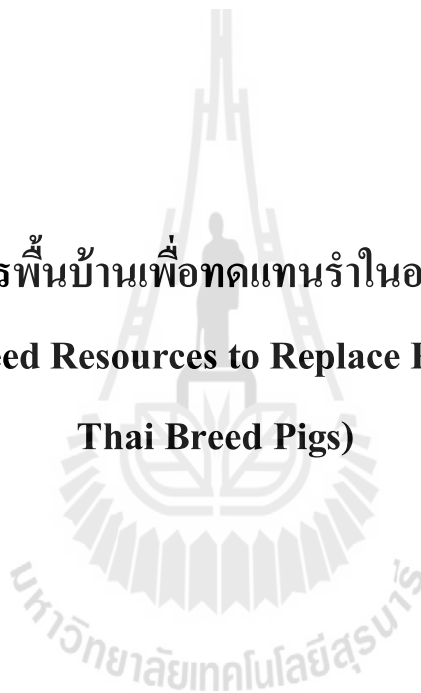 รพื้นบ้านเพื่อทดแทนรำในอ
eed Resources to Replace
Thai Breed Pigs)
มหาวิทยาลัยเทคโนโลยีสุรนารี